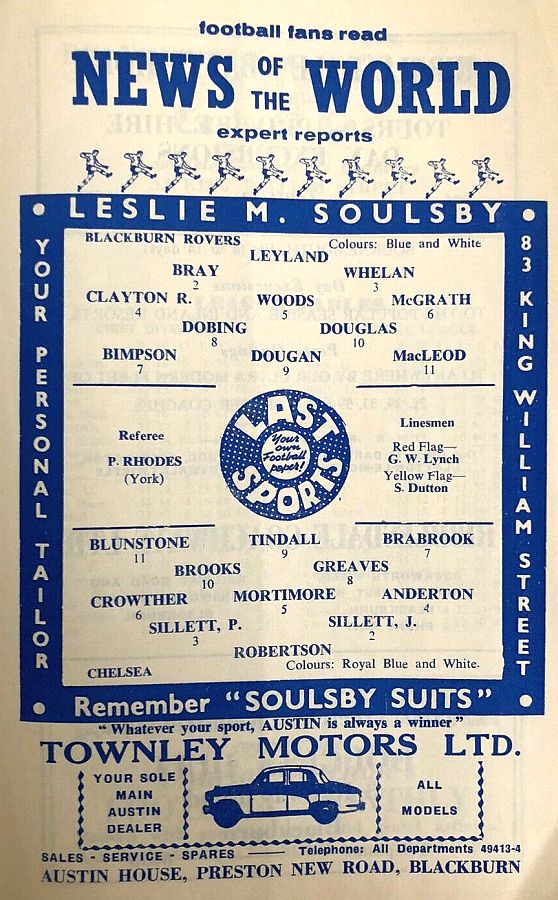 football fans read
NEWS OF THE WORLD
expert reports
LESLIE M. SOULSBY
YOUR PERSONAL TAILOR
83 KING WILLIAM STREET
BLACKBURN ROVERS Colours: Blue and White
LEYLAND
BRAY WHELAN
2 3
CLAYTON R. WOODS McGRATH
4 5 6
DOBING DOUGLAS
8 10
BIMPSON DOUGAN MacLEOD
7 9 11
Referee
P. RHODES
(York)
LAST
Your
own
Football
paper!
SPORTS
Linesmen
Red Flag—
G. W. Lynch
Yellow Flag—
S. Dutton
BLUNSTONE TINDALL BRABROOK
11 9 7
BROOKS GREAVES
10 8
CROWTHER MORTIMORE ANDERTON
6 5 4
SILLETT, P. SILLETT, J.
3 2
ROBERTSON
CHELSEA Colours: Royal Blue and White.
Remember "SOULSBY SUITS"
"Whatever your sport, AUSTIN is always a winner"
TOWNLEY MOTORS LTD.
YOUR SOLE
MAIN
AUSTIN
DEALER
ALL
MODELS
SALES - SERVICE - SPARES —— Telephone: All Departments 49413-4
AUSTIN HOUSE, PRESTON NEW ROAD, BLACKBURN